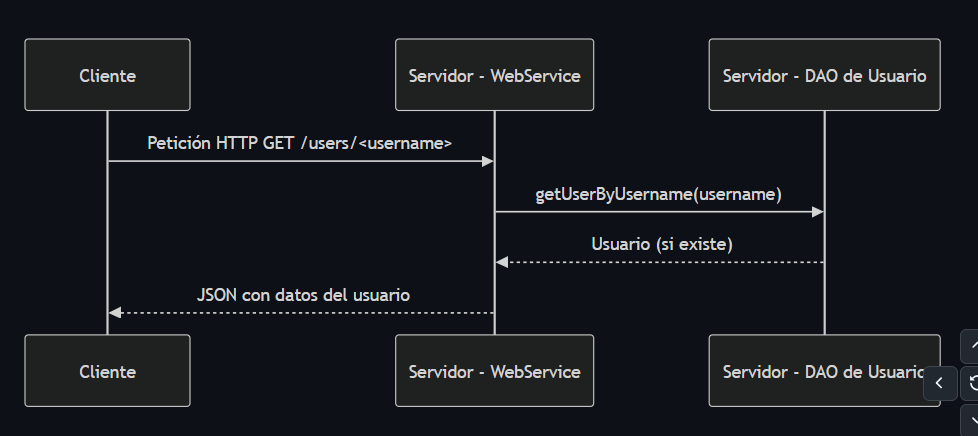 Cliente
Servidor - WebService
Servidor - DAO de Usuario
Petición HTTP GET /users/<username>
getUserByUsername(username)
Usuario (si existe)
JSON con datos del usuario
Cliente
Servidor - WebService
Servidor - DAO de Usuario